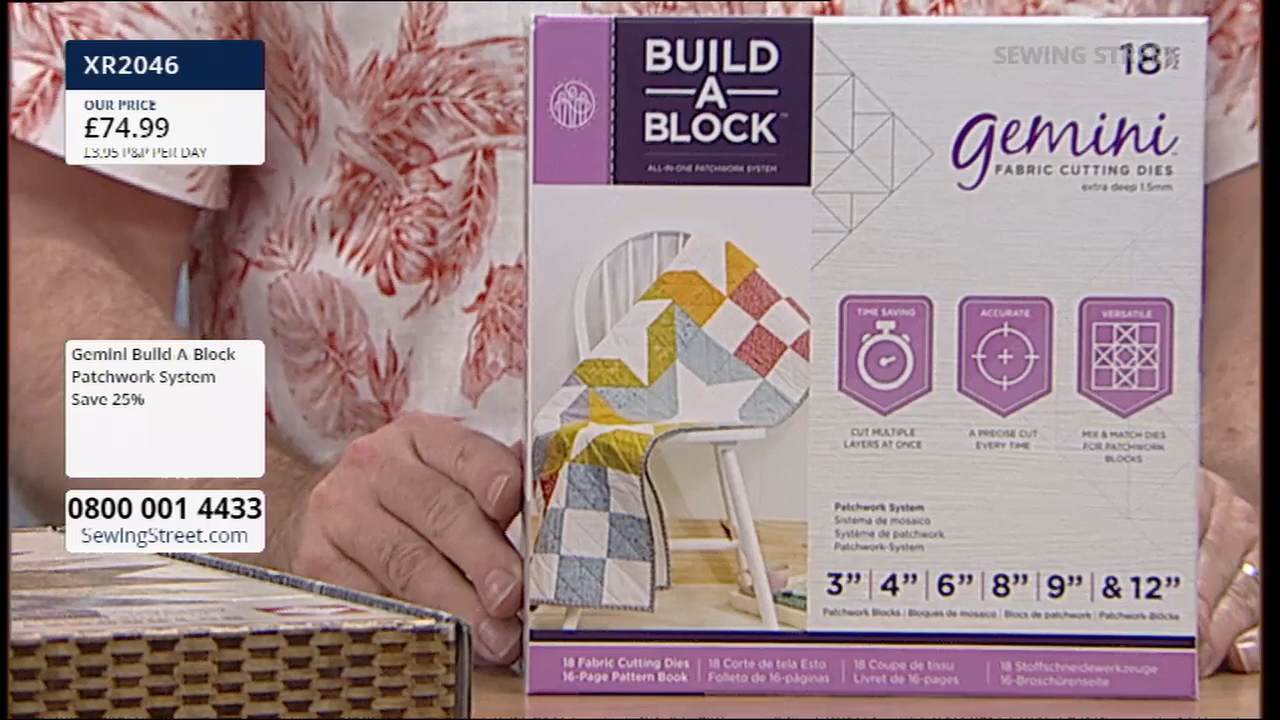 XR2046
OUR PRICE
£74.99
£3.95 P&P PER DAY
Gemini Build A Block
Patchwork System
Save 25%
0800 001 4433
SewingStreet.com
BUILD
A
BLOCK
ALL-IN-ONE PATCHWORK SYSTEM
SEWING STREET
18 PC
PZ
gemini
FABRIC CUTTING DIES
extra deep 1.5mm
TIME SAVING
ACCURATE
VERSATILE
CUT MULTIPLE
LAYERS AT ONCE
A PRECISE CUT
EVERY TIME
MIX & MATCH DIES
FOR PATCHWORK
BLOCKS
Patchwork System
Sistema de mosaico
Système de patchwork
Patchwork-System
3” | 4” | 6” | 8” | 9” | & 12”
Patchwork Blocks | Bloques de mosaico | Blocs de patchwork | Patchwork-Blöcke
18 Fabric Cutting Dies
16-Page Pattern Book
18 Corte de tela Esto
Folleto de 16-páginas
18 Coupe de tissu
Livret de 16-pages
18 Stoffschneidewerkzeuge
16-Broschürenseite